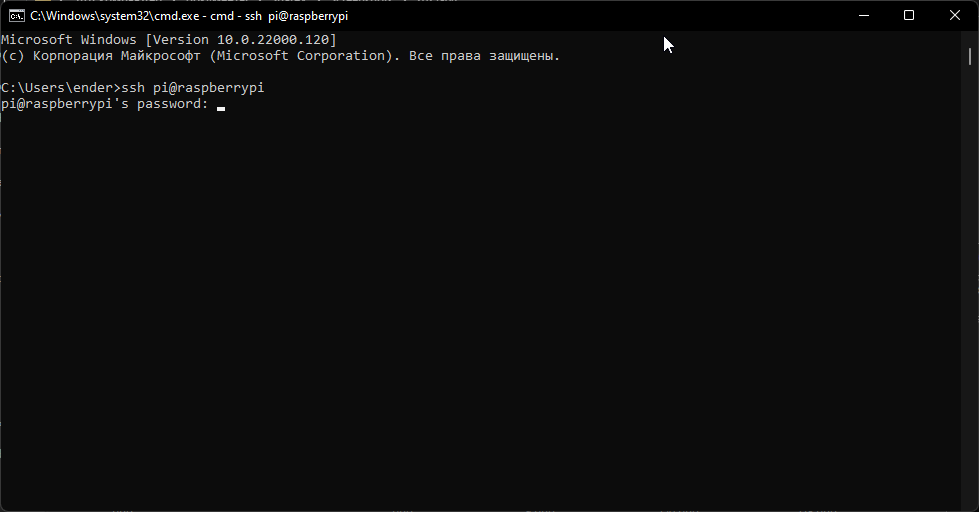 C:\Windows\system32\cmd.exe - cmd - ssh pi@raspberrypi
Microsoft Windows [Version 10.0.22000.120]
(c) Корпорация Майкрософт (Microsoft Corporation). Все права защищены.
C:\Users\ender>ssh pi@raspberrypi
pi@raspberrypi's password: